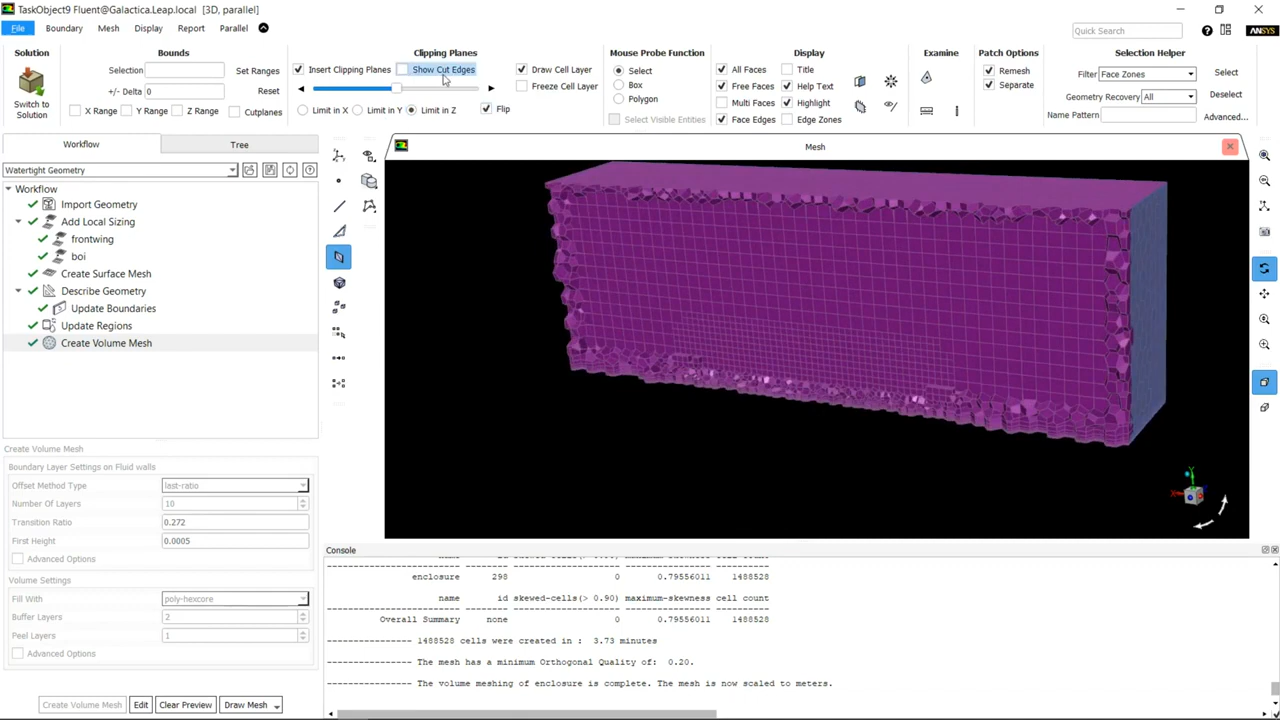 TaskObject9 Fluent@Galactica.Leap.local [3D, parallel]
File Boundary Mesh Display Report Parallel
Quick Search
ANSYS
Solution
Switch to
Solution
Bounds
Selection
Set Ranges
+/- Delta 0
Reset
X Range Y Range Z Range Cutplanes
Clipping Planes
Insert Clipping Planes Show Cut Edges Draw Cell Layer
Freeze Cell Layer
Limit in X Limit in Y Limit in Z Flip
Mouse Probe Function
Select
Box
Polygon
Select Visible Entities
Display
All Faces Title
Free Faces Help Text
Multi Faces Highlight
Face Edges Edge Zones
Examine
Patch Options
Remesh
Separate
Selection Helper
Filter Face Zones Select
Geometry Recovery All Deselect
Name Pattern Advanced...
Workflow
Tree
Watertight Geometry
Workflow
Import Geometry
Add Local Sizing
frontwing
boi
Create Surface Mesh
Describe Geometry
Update Boundaries
Update Regions
Create Volume Mesh
Create Volume Mesh
Boundary Layer Settings on Fluid walls
Offset Method Type last-ratio
Number Of Layers 10
Transition Ratio 0.272
First Height 0.0005
Advanced Options
Volume Settings
Fill With poly-hexcore
Buffer Layers 2
Peel Layers 1
Advanced Options
Create Volume Mesh Edit Clear Preview Draw Mesh
Mesh
X
Y
Console
enclosure 298 0 0.79556011 1488528
name id skewed-cells(> 0.90) maximum-skewness cell count
Overall Summary none 0 0.79556011 1488528
---------------- 1488528 cells were created in : 3.73 minutes
---------------- The mesh has a minimum Orthogonal Quality of: 0.20.
---------------- The volume meshing of enclosure is complete. The mesh is now scaled to meters.